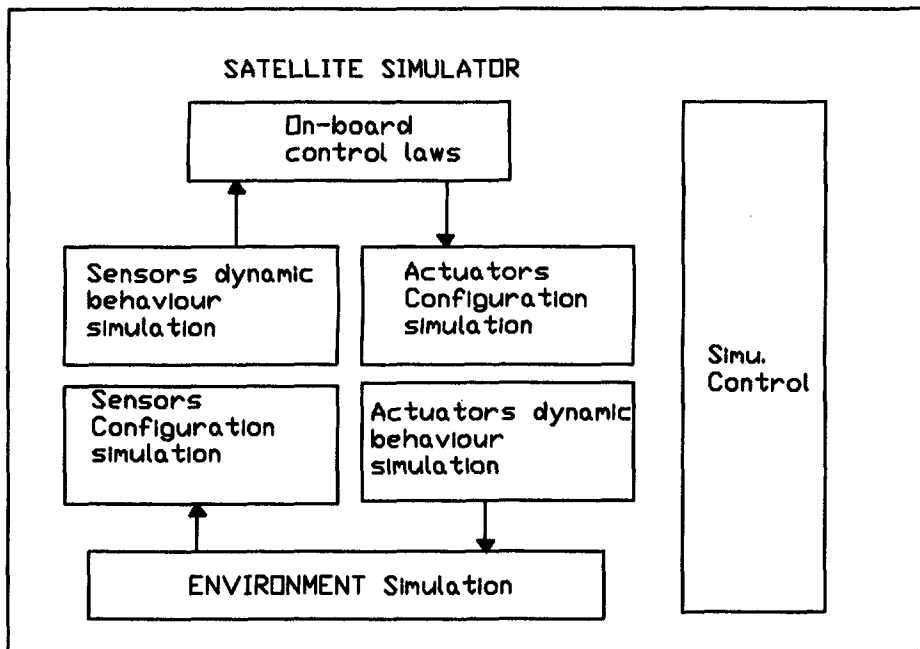 SATELLITE SIMULATOR
On-board
control laws
Sensors dynamic
behaviour
simulation
Actuators
Configuration
simulation
Simu.
Control
Sensors
Configuration
simulation
Actuators dynamic
behaviour
simulation
ENVIRONMENT Simulation